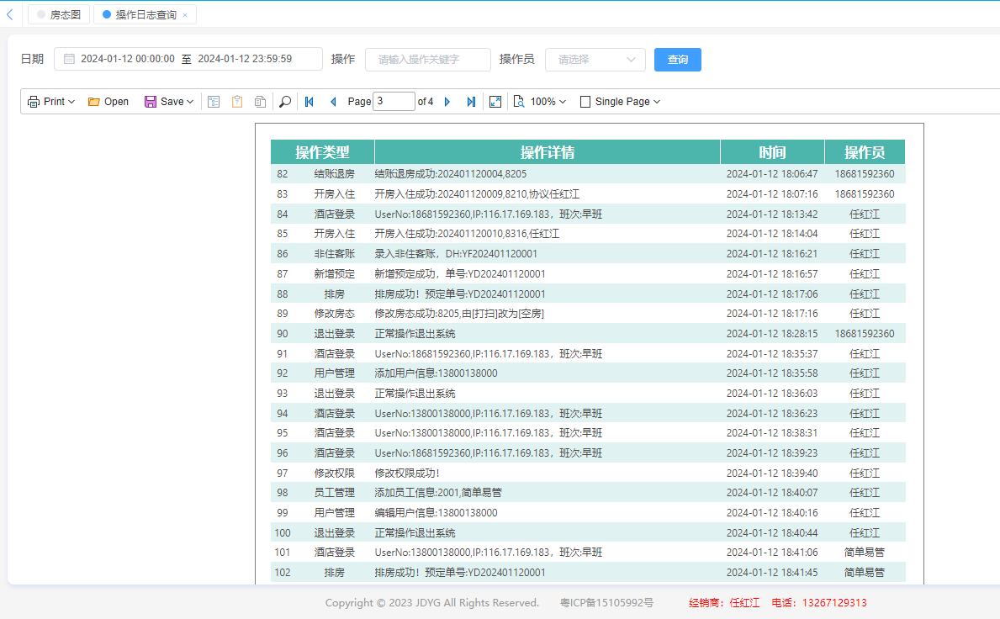 房态图 操作日志查询 ×
日期 2024-01-12 00:00:00 至 2024-01-12 23:59:59 操作 请输入操作关键字 操作员 请选择 查询
Print Open Save Page 3 of 4 100% Single Page
操作类型 操作详情 时间 操作员
82 结账退房 结账退房成功:202401120004,8205 2024-01-12 18:06:47 18681592360
83 开房入住 开房入住成功:202401120009,8210,协议任红江 2024-01-12 18:07:16 18681592360
84 酒店登录 UserNo:18681592360,IP:116.17.169.183，班次:早班 2024-01-12 18:13:42 任红江
85 开房入住 开房入住成功:202401120010,8316,任红江 2024-01-12 18:14:04 任红江
86 非住客账 录入非住客账，DH:YF202401120001 2024-01-12 18:16:21 任红江
87 新增预定 新增预定成功，单号:YD202401120001 2024-01-12 18:16:57 任红江
88 排房 排房成功！预定单号:YD202401120001 2024-01-12 18:17:06 任红江
89 修改房态 修改房态成功:8205,由[打扫]改为[空房] 2024-01-12 18:17:16 任红江
90 退出登录 正常操作退出系统 2024-01-12 18:28:15 18681592360
91 酒店登录 UserNo:18681592360,IP:116.17.169.183，班次:早班 2024-01-12 18:35:37 任红江
92 用户管理 添加用户信息:13800138000 2024-01-12 18:35:58 任红江
93 退出登录 正常操作退出系统 2024-01-12 18:36:03 任红江
94 酒店登录 UserNo:13800138000,IP:116.17.169.183，班次:早班 2024-01-12 18:36:23 任红江
95 酒店登录 UserNo:13800138000,IP:116.17.169.183，班次:早班 2024-01-12 18:38:31 任红江
96 酒店登录 UserNo:18681592360,IP:116.17.169.183，班次:早班 2024-01-12 18:39:23 任红江
97 修改权限 修改权限成功！ 2024-01-12 18:39:40 任红江
98 员工管理 添加员工信息:2001,简单易管 2024-01-12 18:40:07 任红江
99 用户管理 编辑用户信息:13800138000 2024-01-12 18:40:16 任红江
100 退出登录 正常操作退出系统 2024-01-12 18:40:44 任红江
101 酒店登录 UserNo:13800138000,IP:116.17.169.183，班次:早班 2024-01-12 18:41:06 简单易管
102 排房 排房成功！预定单号:YD202401120001 2024-01-12 18:41:45 简单易管
Copyright © 2023 JDYG All Rights Reserved. 粤ICP备15105992号 经销商：任红江 电话：13267129313